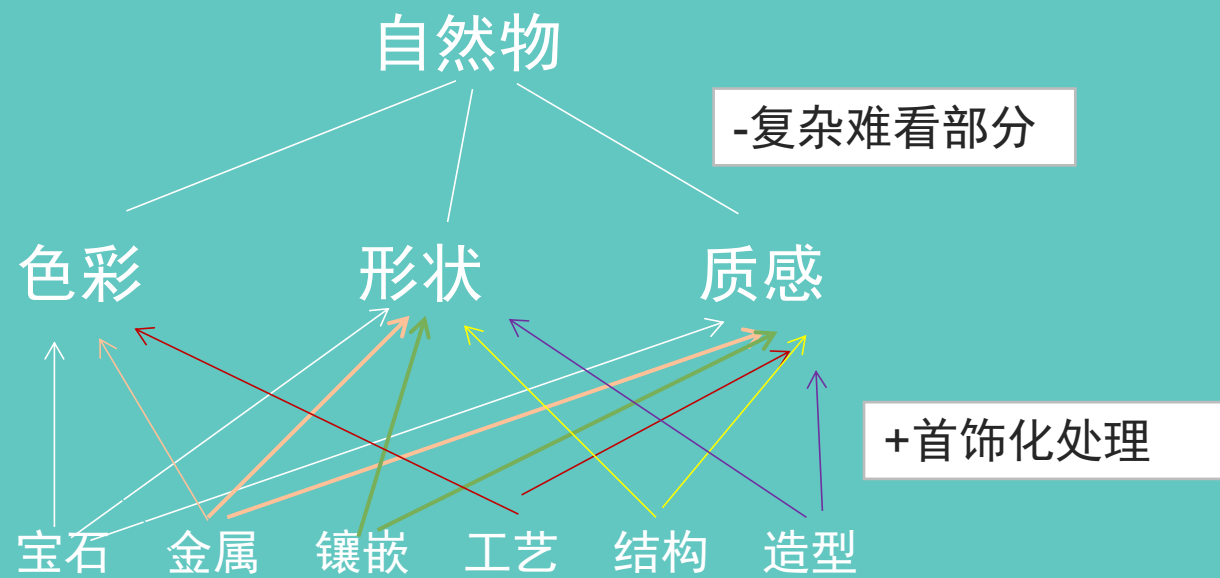 自然物
-复杂难看部分
色彩 形状 质感
+首饰化处理
宝石 金属 镶嵌 工艺 结构 造型